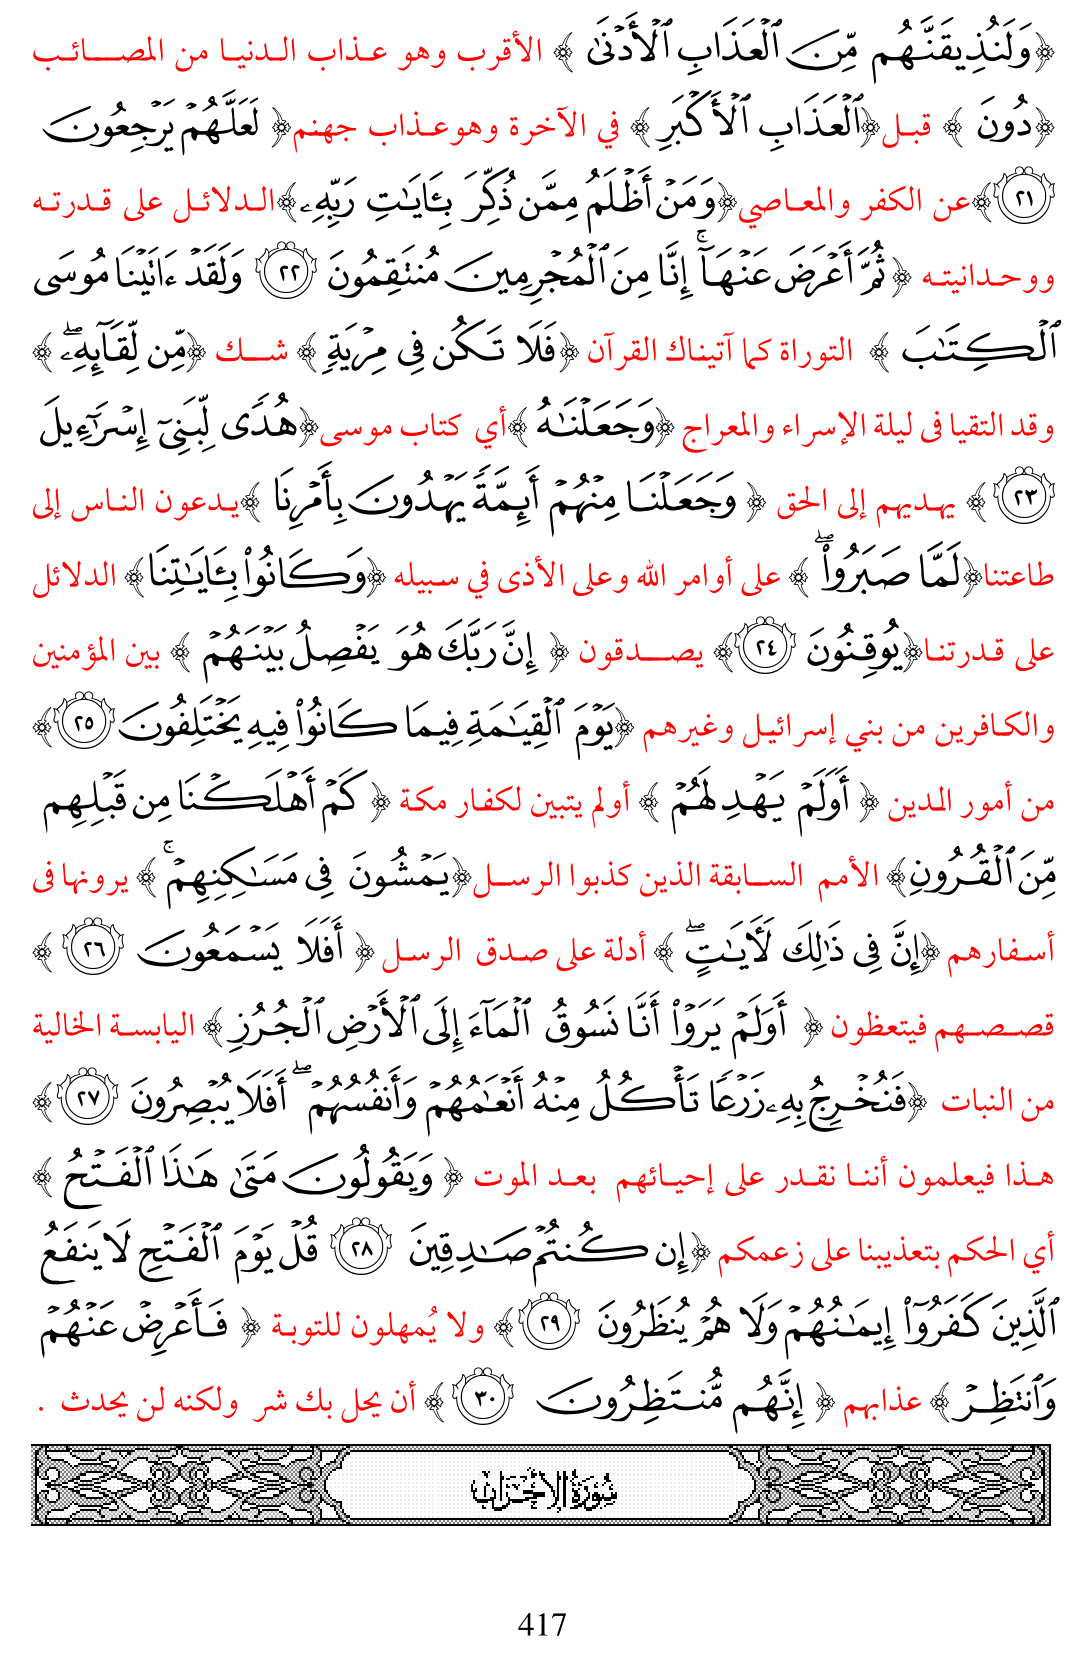 ﴿وَلَنُذِيقَنَّهُم مِّنَ ٱلْعَذَابِ ٱلْأَدْنَىٰ ﴾ الأقرب وهو عذاب الدنيا من المصائب
﴿دُونَ ﴾ قبل﴿ٱلْعَذَابِ ٱلْأَكْبَرِ ﴾ في الآخرة وهوعذاب جهنم﴿ لَعَلَّهُمْ يَرْجِعُونَ
٢١﴾عن الكفر والمعاصي﴿وَمَنْ أَظْلَمُ مِمَّن ذُكِّرَ بِـَٔايَـٰتِ رَبِّهِۦ﴾الدلائل على قدرته
ووحدانيته ﴿ ثُمَّ أَعْرَضَ عَنْهَآ ۚ إِنَّا مِنَ ٱلْمُجْرِمِينَ مُنتَقِمُونَ ٢٢ وَلَقَدْ ءَاتَيْنَا مُوسَى
ٱلْكِتَـٰبَ ﴾ التوراة كما آتيناك القرآن ﴿فَلَا تَكُن فِى مِرْيَةٍ ﴾ شك ﴿مِّن لِّقَآئِهِۦ ۖ ﴾
وقد التقيا فى ليلة الإسراء والمعراج ﴿وَجَعَلْنَـٰهُ ﴾أي كتاب موسى﴿هُدًى لِّبَنِىٓ إِسْرَٰٓءِيلَ
٢٣ ﴾ يهديهم إلى الحق ﴿ وَجَعَلْنَا مِنْهُمْ أَئِمَّةً يَهْدُونَ بِأَمْرِنَا ﴾يدعون الناس إلى
طاعتنا﴿لَمَّا صَبَرُوا۟ ۖ ﴾ على أوامر الله وعلى الأذى في سبيله ﴿وَكَانُوا۟ بِـَٔايَـٰتِنَا﴾ الدلائل
على قدرتنا﴿يُوقِنُونَ ٢٤﴾ يصدقون ﴿ إِنَّ رَبَّكَ هُوَ يَفْصِلُ بَيْنَهُمْ ﴾ بين المؤمنين
والكافرين من بني إسرائيل وغيرهم ﴿يَوْمَ ٱلْقِيَـٰمَةِ فِيمَا كَانُوا۟ فِيهِ يَخْتَلِفُونَ ٢٥﴾
من أمور الدين ﴿ أَوَلَمْ يَهْدِ لَهُمْ ﴾ أولم يتبين لكفار مكة ﴿ كَمْ أَهْلَكْنَا مِن قَبْلِهِم
مِّنَ ٱلْقُرُونِ﴾ الأمم السابقة الذين كذبوا الرسل﴿يَمْشُونَ فِى مَسَـٰكِنِهِمْ ۚ ﴾ يرونها فى
أسفارهم ﴿إِنَّ فِى ذَٰلِكَ لَـَٔايَـٰتٍ ۖ ﴾ أدلة على صدق الرسل ﴿ أَفَلَا يَسْمَعُونَ ٢٦ ﴾
قصصهم فيتعظون ﴿ أَوَلَمْ يَرَوْا۟ أَنَّا نَسُوقُ ٱلْمَآءَ إِلَى ٱلْأَرْضِ ٱلْجُرُزِ﴾ اليابسة الخالية
من النبات ﴿فَنُخْرِجُ بِهِۦ زَرْعًا تَأْكُلُ مِنْهُ أَنْعَـٰمُهُمْ وَأَنفُسُهُمْ ۖ أَفَلَا يُبْصِرُونَ ٢٧﴾
هذا فيعلمون أننا نقدر على إحيائهم بعد الموت ﴿ وَيَقُولُونَ مَتَىٰ هَـٰذَا ٱلْفَتْحُ ﴾
أي الحكم بتعذيبنا على زعمكم ﴿إِن كُنتُمْ صَـٰدِقِينَ ٢٨ قُلْ يَوْمَ ٱلْفَتْحِ لَا يَنفَعُ
ٱلَّذِينَ كَفَرُوٓا۟ إِيمَـٰنُهُمْ وَلَا هُمْ يُنظَرُونَ ٢٩﴾ ولا يُمهلون للتوبة ﴿ فَأَعْرِضْ عَنْهُمْ
وَٱنتَظِرْ ﴾ عذابهم ﴿ إِنَّهُم مُّنتَظِرُونَ ٣٠ ﴾ أن يحل بك شر ولكنه لن يحدث .
سُورَةُ الأَحْزَابِ
417